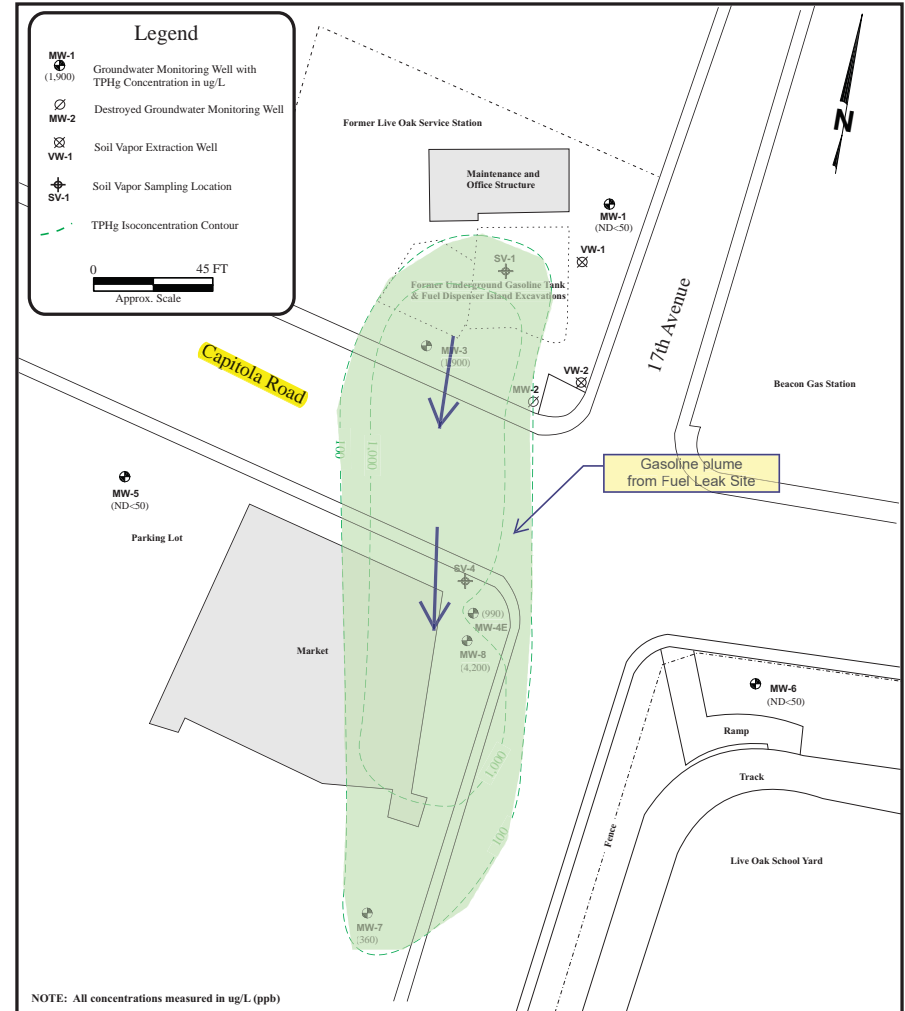 Legend
MW-1
(1,900)
Groundwater Monitoring Well with
TPHg Concentration in ug/L
MW-2
Destroyed Groundwater Monitoring Well
VW-1
Soil Vapor Extraction Well
SV-1
Soil Vapor Sampling Location
TPHg Isoconcentration Contour
0 45 FT
Approx. Scale
N
Former Live Oak Service Station
Maintenance and
Office Structure
MW-1
(ND<50)
VW-1
SV-1
Former Underground Gasoline Tank
& Fuel Dispenser Island Excavations
17th Avenue
MW-3
(1,900)
Capitola Road
VW-2
MW-2
Beacon Gas Station
100
1,000
Gasoline plume
from Fuel Leak Site
MW-5
(ND<50)
Parking Lot
SV-4
(990)
MW-4E
MW-8
(4,200)
Market
MW-6
(ND<50)
Ramp
Track
1,000
100
Fence
Live Oak School Yard
MW-7
(360)
NOTE: All concentrations measured in ug/L (ppb)